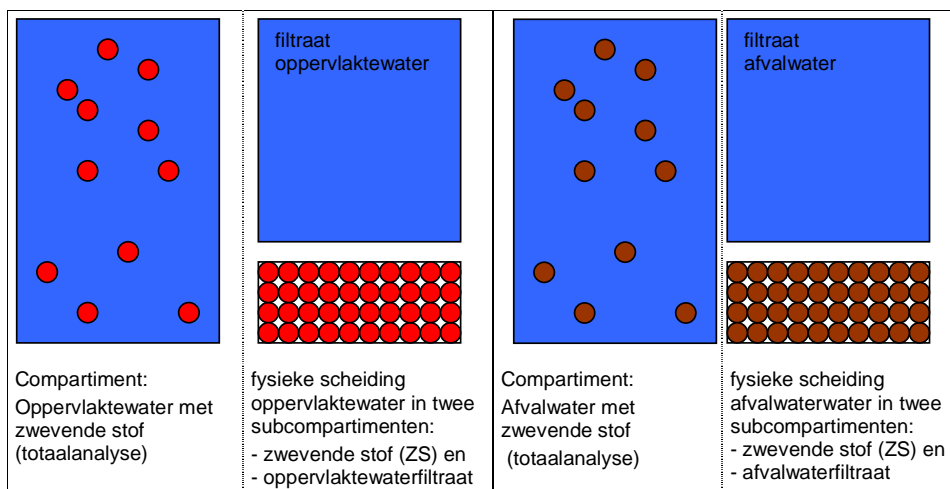 filtraat
oppervlaktewater
filtraat
afvalwater
Compartiment:
Oppervlaktewater met
zwevende stof
(totaalanalyse)
fysieke scheiding
oppervlaktewater in twee
subcompartimenten:
- zwevende stof (ZS) en
- oppervlaktewaterfiltraat
Compartiment:
Afvalwater met
zwevende stof
(totaalanalyse)
fysieke scheiding
afvalwaterwater in twee
subcompartimenten:
- zwevende stof (ZS) en
- afvalwaterfiltraat